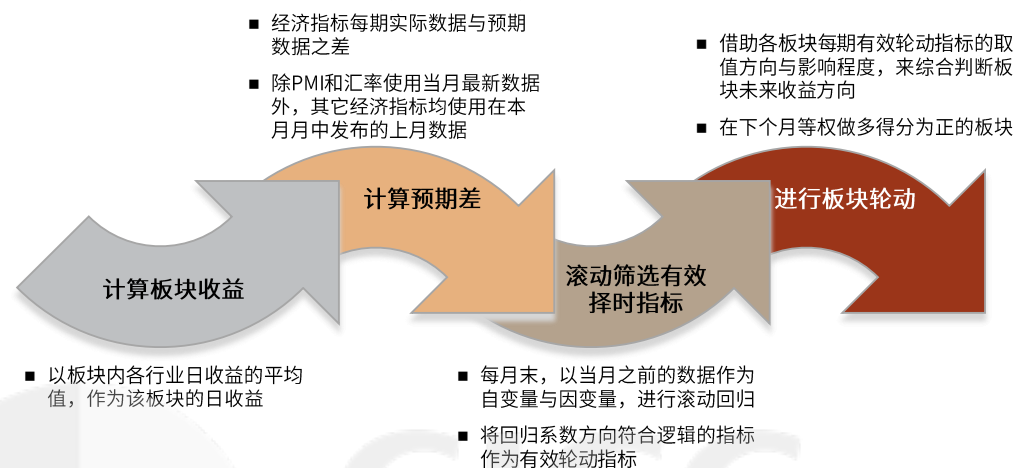 ■ 经济指标每期实际数据与预期
数据之差
■ 除PMI和汇率使用当月最新数据
外，其它经济指标均使用在本
月月中发布的上月数据
■ 借助各板块每期有效轮动指标的取
值方向与影响程度，来综合判断板
块未来收益方向
■ 在下个月等权做多得分为正的板块
计算板块收益
计算预期差
滚动筛选有效
择时指标
进行板块轮动
■ 以板块内各行业日收益的平均
值，作为该板块的日收益
■ 每月末，以当月之前的数据作为
自变量与因变量，进行滚动回归
■ 将回归系数方向符合逻辑的指标
作为有效轮动指标